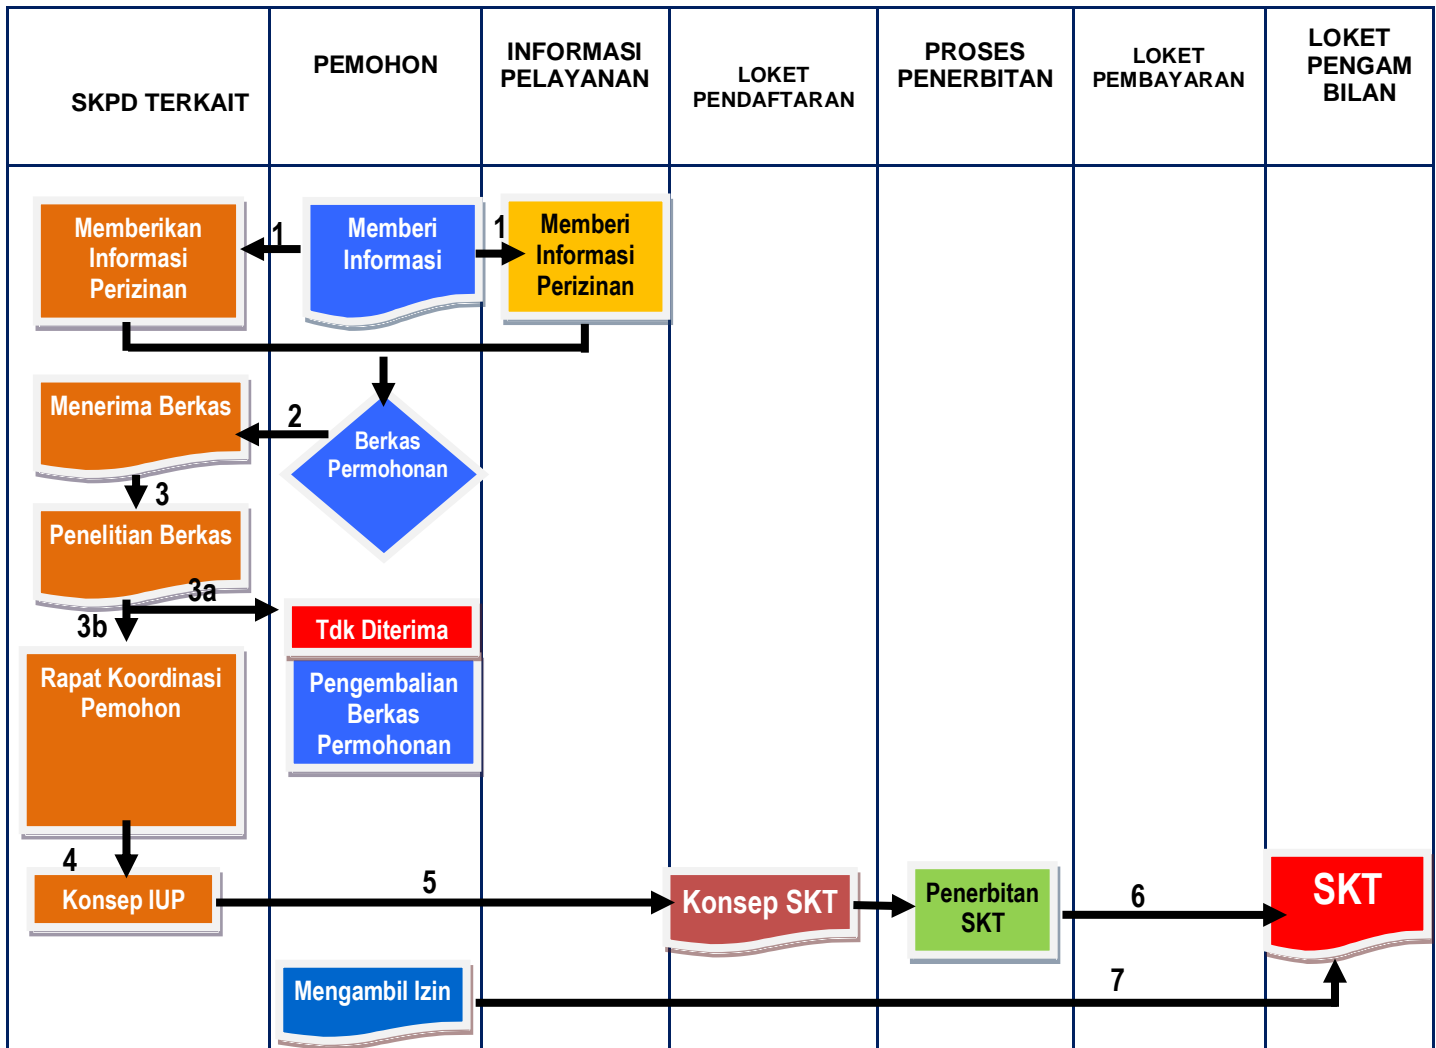 SKPD TERKAIT
PEMOHON
INFORMASI
PELAYANAN
LOKET
PENDAFTARAN
PROSES
PENERBITAN
LOKET
PEMBAYARAN
LOKET
PENGAM
BILAN
Memberikan
Informasi
Perizinan
1
Memberi
Informasi
1
Memberi
Informasi
Perizinan
Menerima Berkas
2
Berkas
Permohonan
3
Penelitian Berkas
3a
3b
Tdk Diterima
Rapat Koordinasi
Pemohon
Pengembalian
Berkas
Permohonan
4
Konsep IUP
5
Konsep SKT
Penerbitan
SKT
6
SKT
Mengambil Izin
7